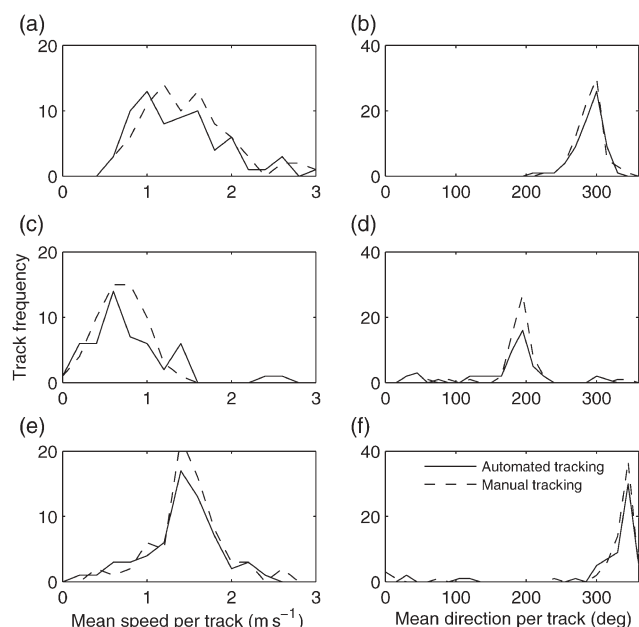 (a)
20
10
0
0 1 2 3
(b)
40
20
0
0 100 200 300
(c)
20
10
0
0 1 2 3
(d)
40
20
0
0 100 200 300
(e)
20
10
0
0 1 2 3
(f)
40
20
0
0 100 200 300
Automated tracking
Manual tracking
Track frequency
Mean speed per track (m s⁻¹)
Mean direction per track (deg)